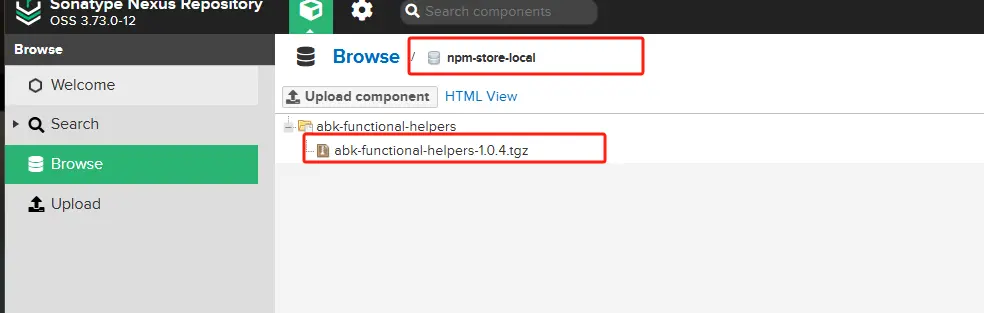 Sonatype Nexus Repository
OSS 3.73.0-12
Search components
Browse
Browse / npm-store-local
Welcome
Upload component HTML View
Search
abk-functional-helpers
abk-functional-helpers-1.0.4.tgz
Browse
Upload